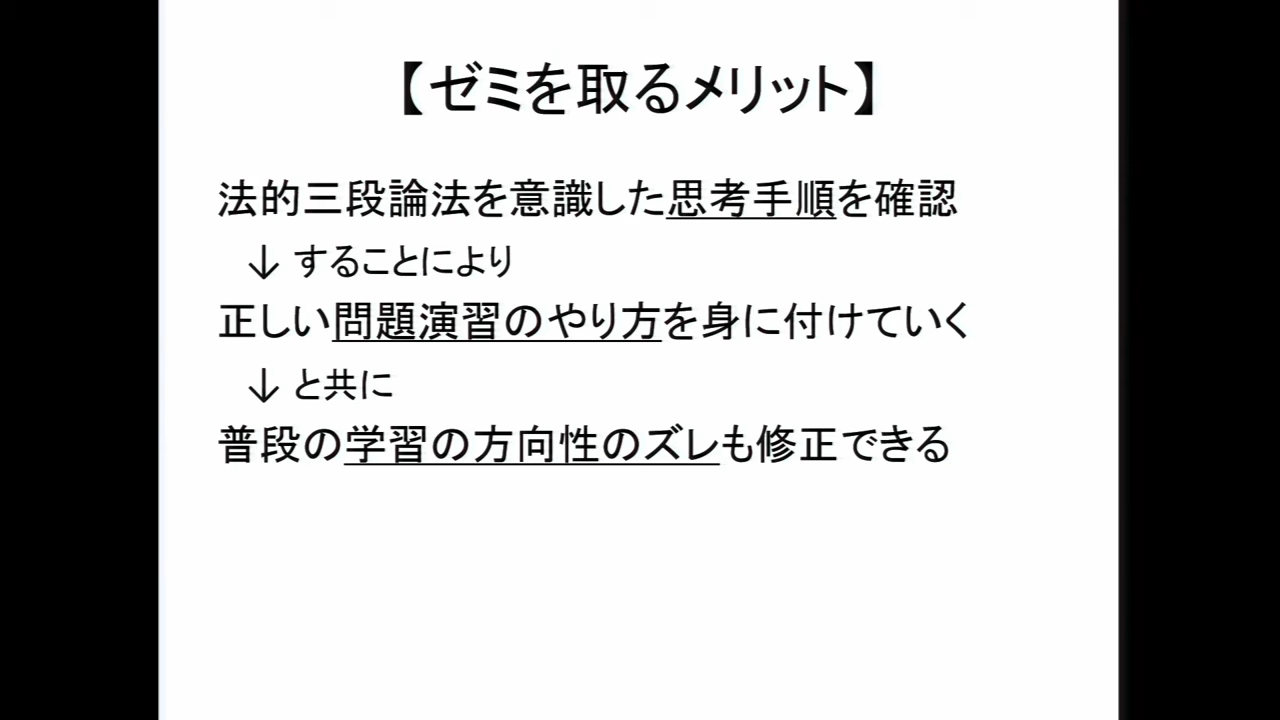 【ゼミを取るメリット】
法的三段論法を意識した思考手順を確認
↓ することにより
正しい問題演習のやり方を身に付けていく
↓ と共に
普段の学習の方向性のズレも修正できる